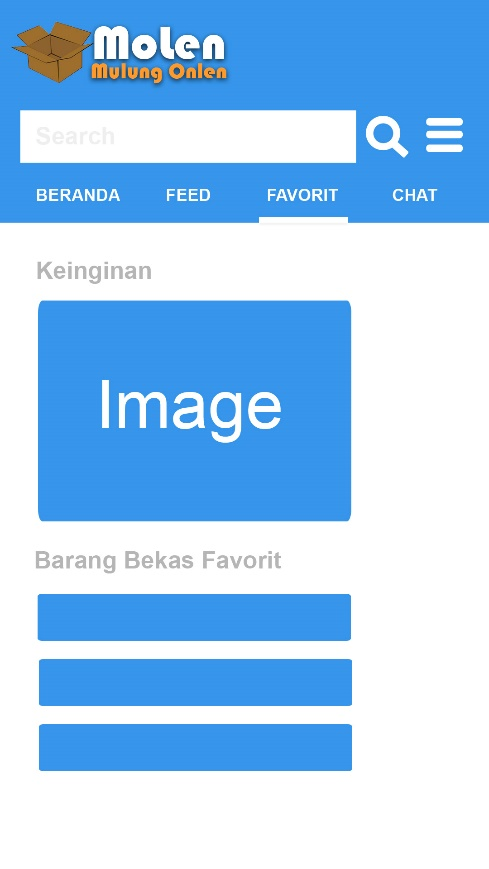 MoLen
Mulung Onlen
Search
BERANDA FEED FAVORIT CHAT
Keinginan
Image
Barang Bekas Favorit